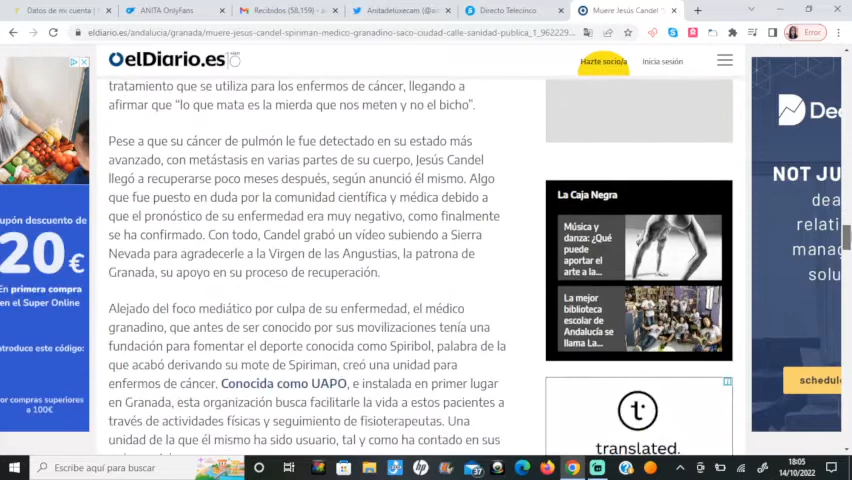 Datos de mi cuenta | T
ANITA OnlyFans
Recibidos (58,159) - a
Anitadeluxecam (@a
Directo Telecinco
Muere Jesús Candel "
eldiario.es/andalucia/granada/muere-jesus-candel-spiriman-medico-granadino-saco-ciudad-calle-sanidad-publica_1_962229...
Error
elDiario.es
Hazte socio/a
Inicia sesión
tratamiento que se utiliza para los enfermos de cáncer, llegando a
afirmar que “lo que mata es la mierda que nos meten y no el bicho”.
Pese a que su cáncer de pulmón le fue detectado en su estado más
avanzado, con metástasis en varias partes de su cuerpo, Jesús Candel
llegó a recuperarse poco meses después, según anunció él mismo. Algo
que fue puesto en duda por la comunidad científica y médica debido a
que el pronóstico de su enfermedad era muy negativo, como finalmente
se ha confirmado. Con todo, Candel grabó un vídeo subiendo a Sierra
Nevada para agradecerle a la Virgen de las Angustias, la patrona de
Granada, su apoyo en su proceso de recuperación.
Alejado del foco mediático por culpa de su enfermedad, el médico
granadino, que antes de ser conocido por sus movilizaciones tenía una
fundación para fomentar el deporte conocida como Spiribol, palabra de la
que acabó derivando su mote de Spiriman, creó una unidad para
enfermos de cáncer. Conocida como UAPO, e instalada en primer lugar
en Granada, esta organización busca facilitarle la vida a estos pacientes a
través de actividades físicas y seguimiento de fisioterapeutas. Una
unidad de la que él mismo ha sido usuario, tal y como ha contado en sus
upón descuento de
20 €
en primera compra
en el Super Online
ntroduce este código:
or compras superiores
a 100€
La Caja Negra
Música y
danza: ¿Qué
puede
aportar el
arte a la...
La mejor
biblioteca
escolar de
Andalucía se
llama La...
translated.
Dec
NOT JU
dea
relati
manag
solu
schedul
Escribe aquí para buscar
37
18:05
14/10/2022